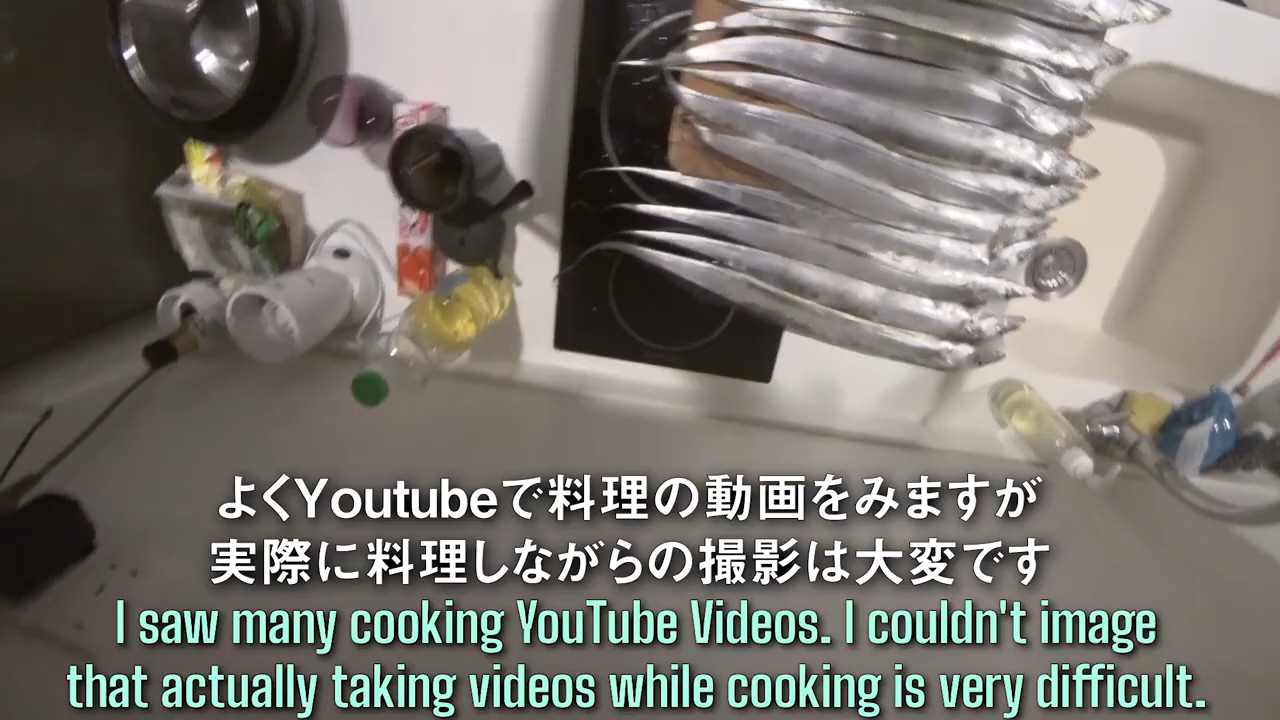 よくYoutubeで料理の動画をみますが
実際に料理しながらの撮影は大変です
I saw many cooking YouTube Videos. I couldn't image
that actually taking videos while cooking is very difficult.